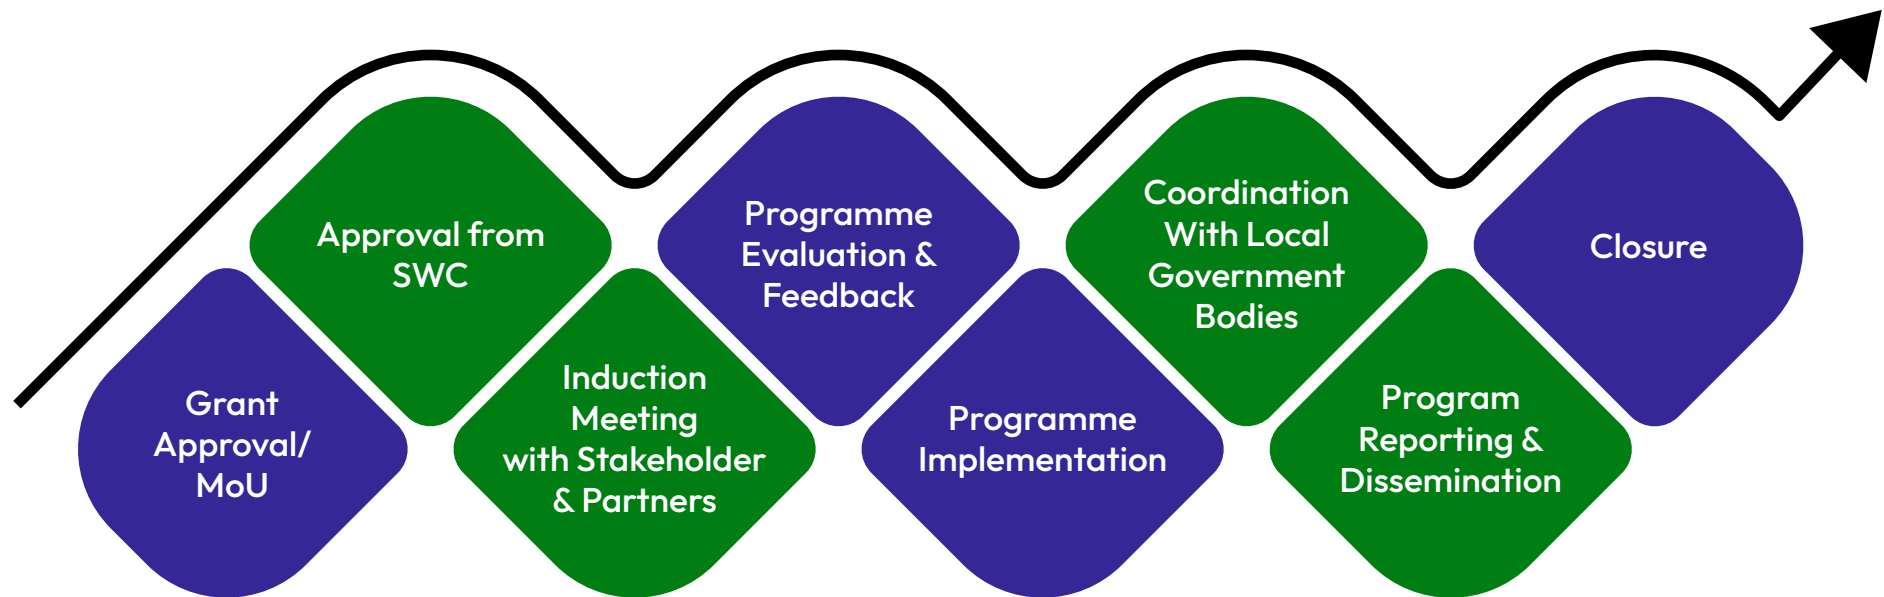 Grant
Approval/
MoU
Approval from
SWC
Induction
Meeting
with Stakeholder
& Partners
Programme
Evaluation &
Feedback
Programme
Implementation
Coordination
With Local
Government
Bodies
Program
Reporting &
Dissemination
Closure